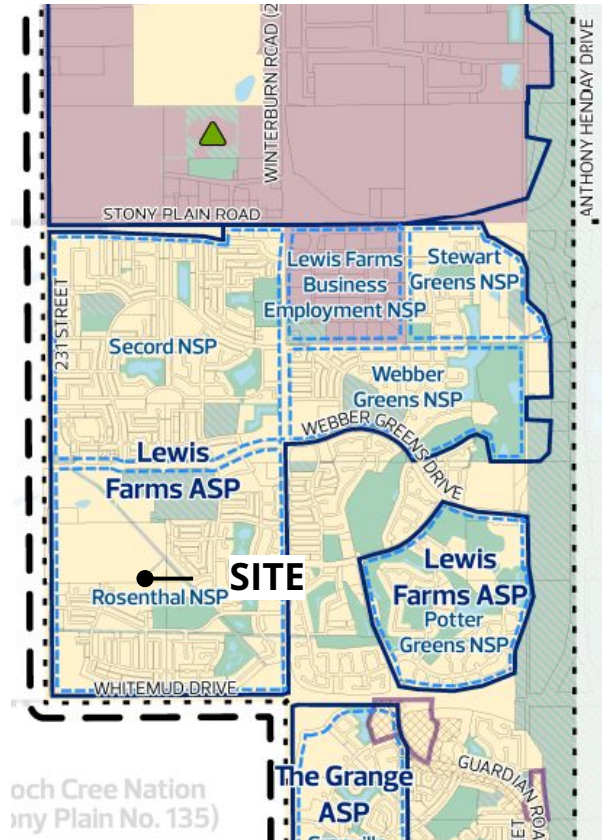 WINTERBURN ROAD (2
ANTHONY HENDAY DRIVE
STONY PLAIN ROAD
231 STREET
Lewis Farms
Business
Employment NSP
Stewart
Greens NSP
Secord NSP
Webber
Greens NSP
WEBBER GREENS DRIVE
Lewis
Farms ASP
SITE
Rosenthal NSP
Lewis
Farms ASP
Potter
Greens NSP
WHITEMUD DRIVE
The Grange
ASP
GUARDIAN ROA
och Cree Nation
ony Plain No. 135)
EET